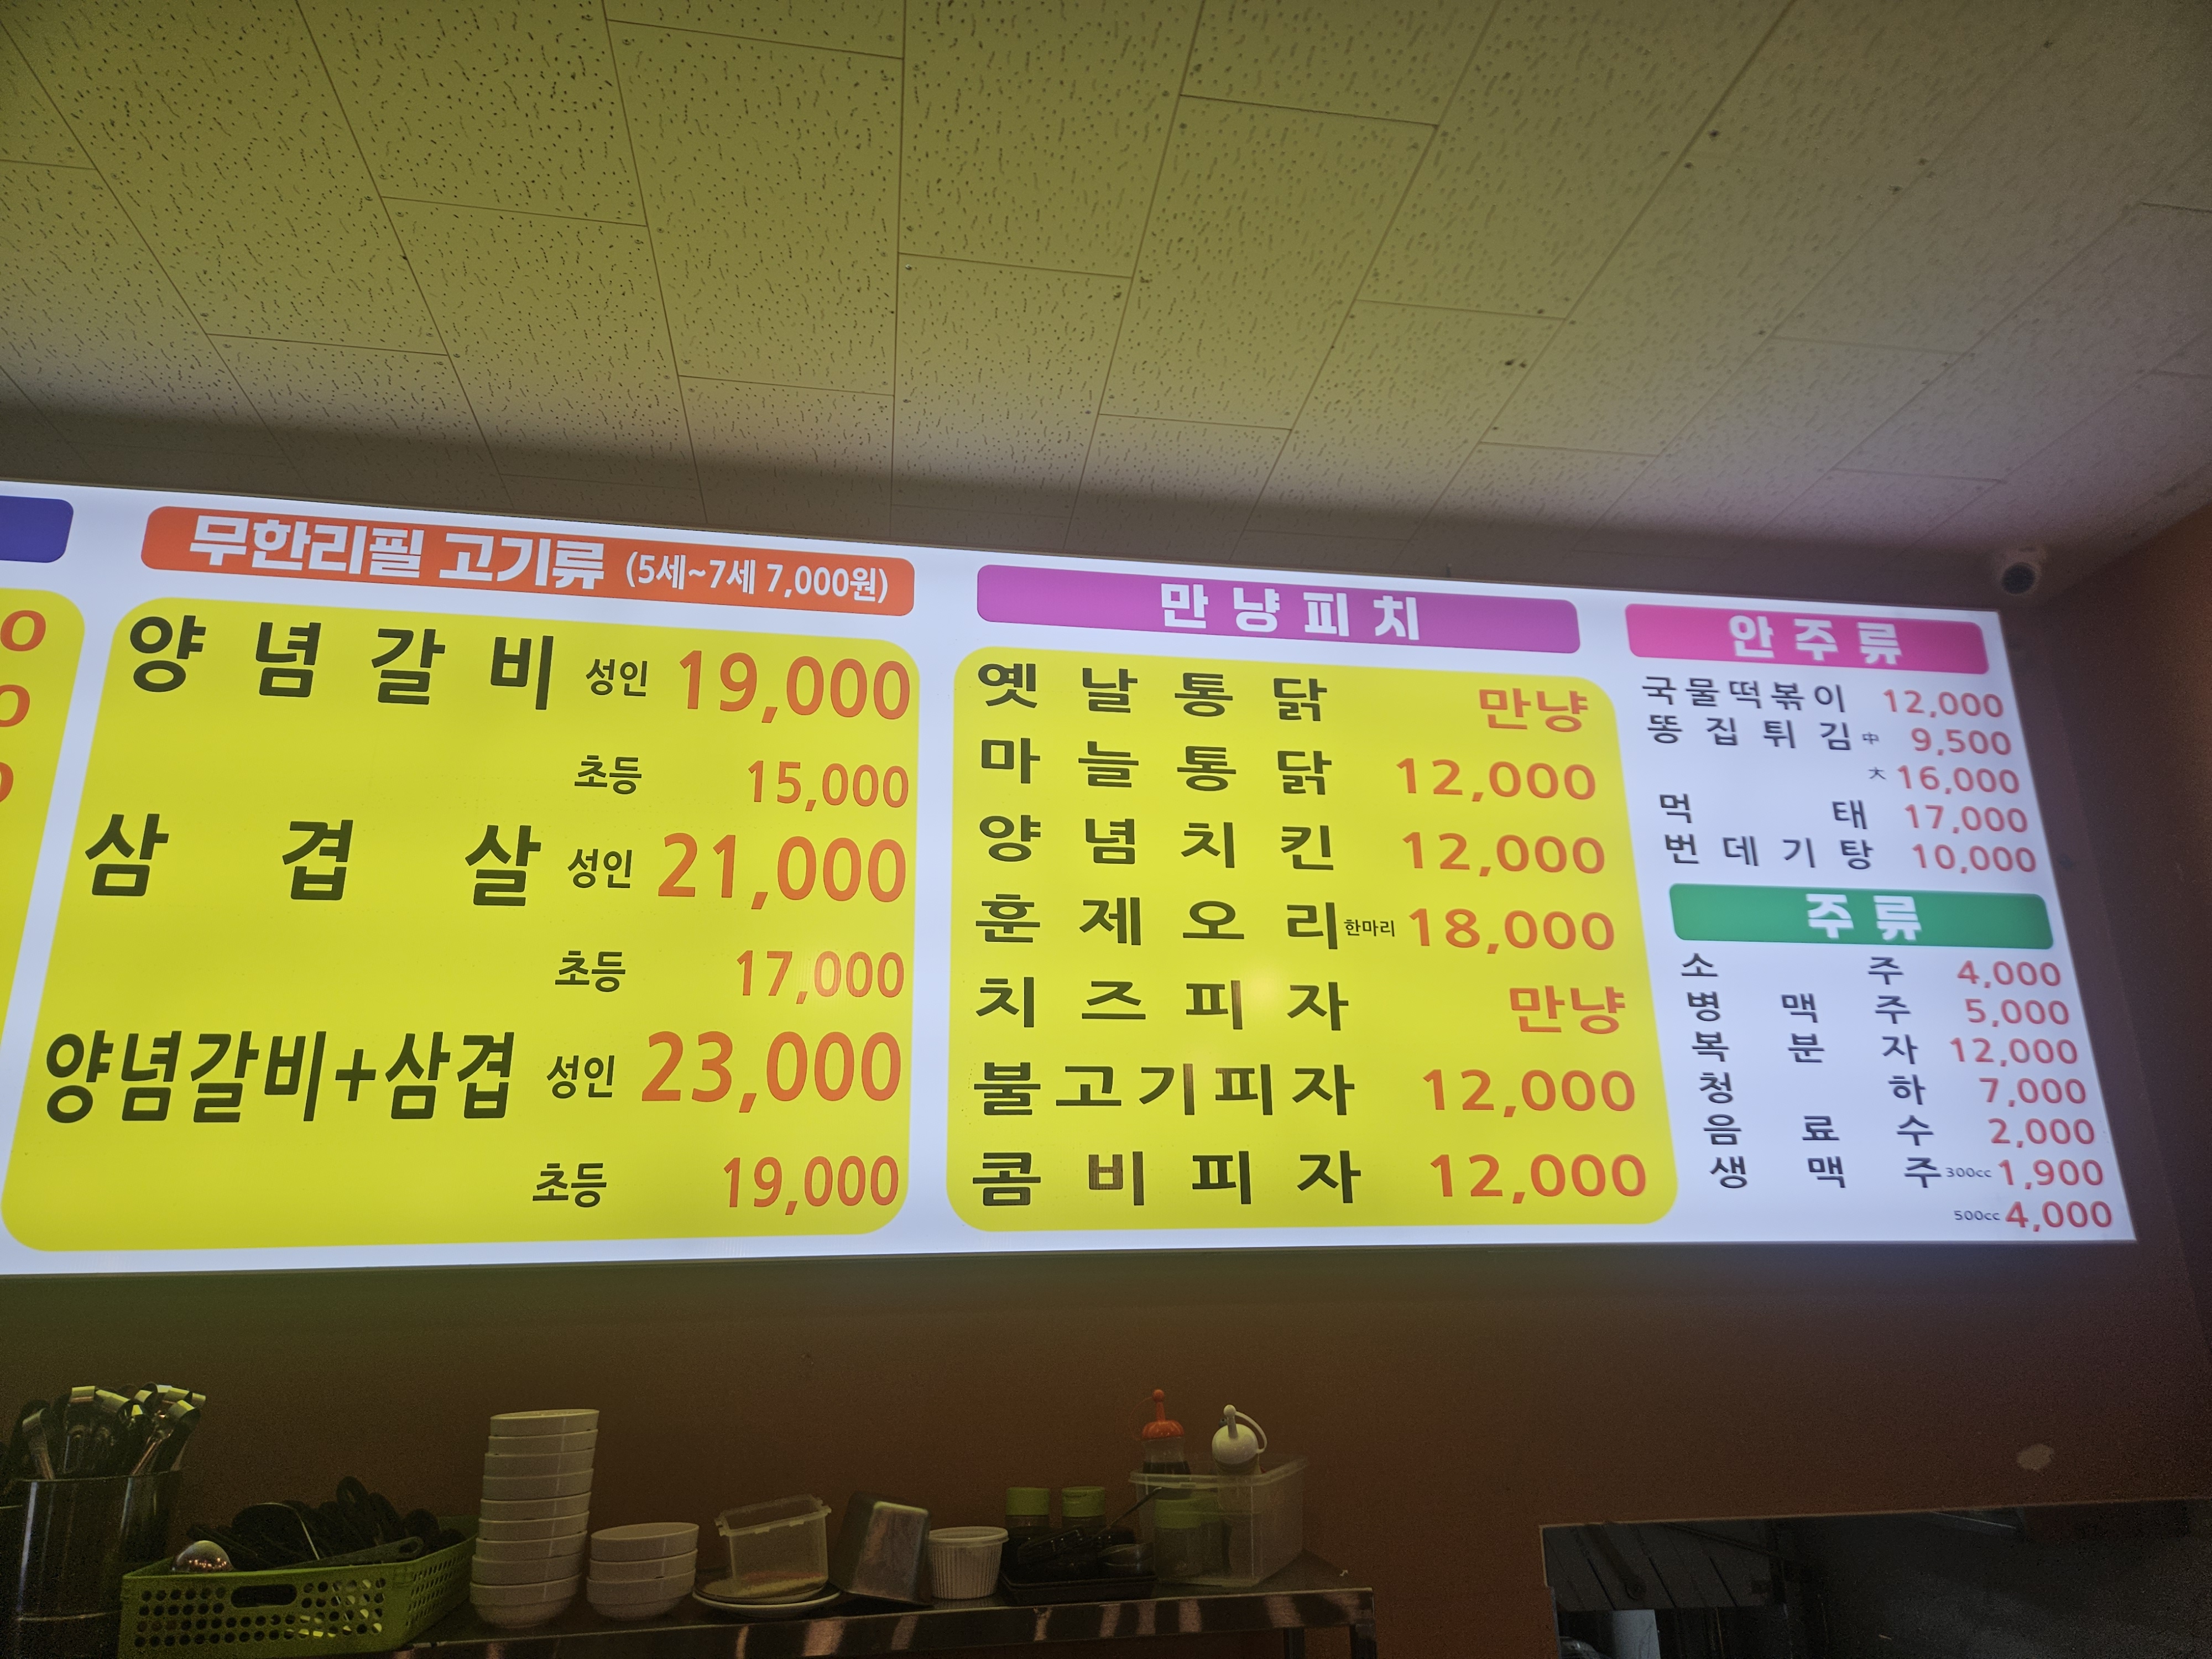 무한리필 고기류 (5세~7세 7,000원)
양념갈비 성인 19,000
초등 15,000
삼겹살 성인 21,000
초등 17,000
양념갈비+삼겹 성인 23,000
초등 19,000
만냥피치
옛날통닭 만냥
마늘통닭 12,000
양념치킨 12,000
훈제오리 한마리 18,000
치즈피자 만냥
불고기피자 12,000
콤비피자 12,000
안주류
국물떡볶이 12,000
똥집튀김 中 9,500
大 16,000
먹태 17,000
번데기탕 10,000
주류
소주 4,000
병맥주 5,000
복분자 12,000
청하 7,000
음료수 2,000
생맥주 300cc 1,900
500cc 4,000